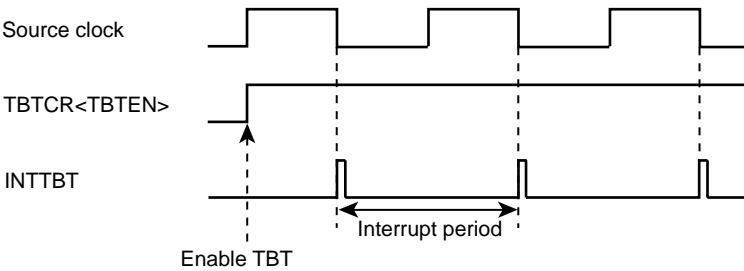 Source clock
TBTCR<TBTEN>
INTTBT
Interrupt period
Enable TBT